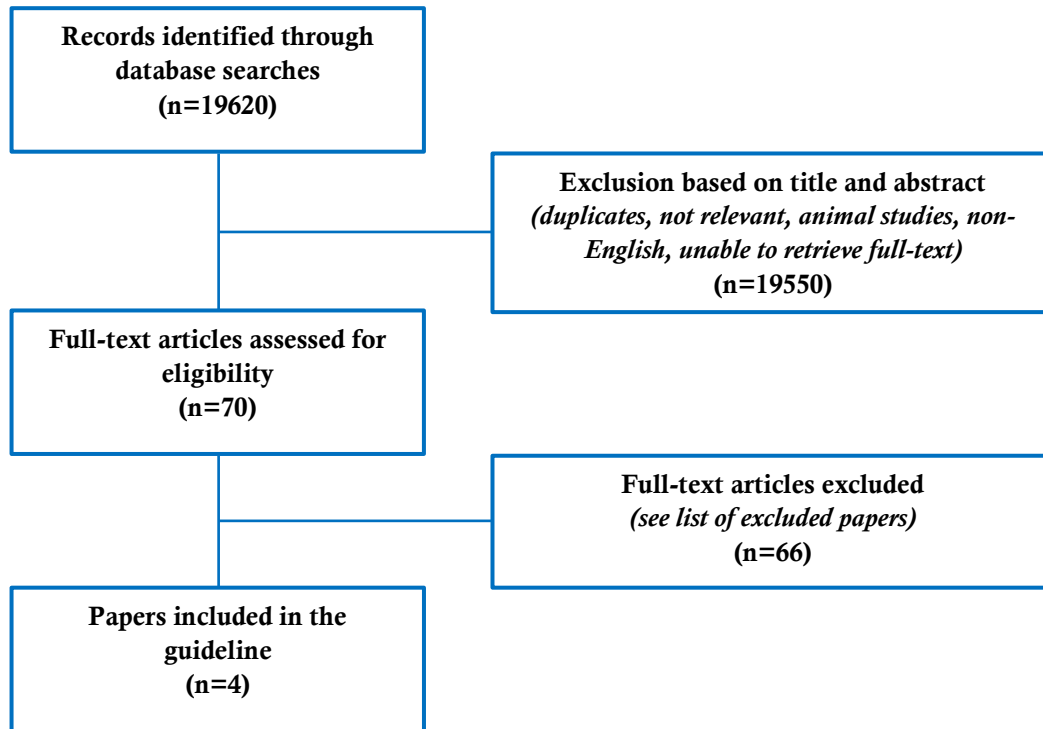 Records identified through
database searches
(n=19620)
Exclusion based on title and abstract
(duplicates, not relevant, animal studies, non-
English, unable to retrieve full-text)
(n=19550)
Full-text articles assessed for
eligibility
(n=70)
Full-text articles excluded
(see list of excluded papers)
(n=66)
Papers included in the
guideline
(n=4)